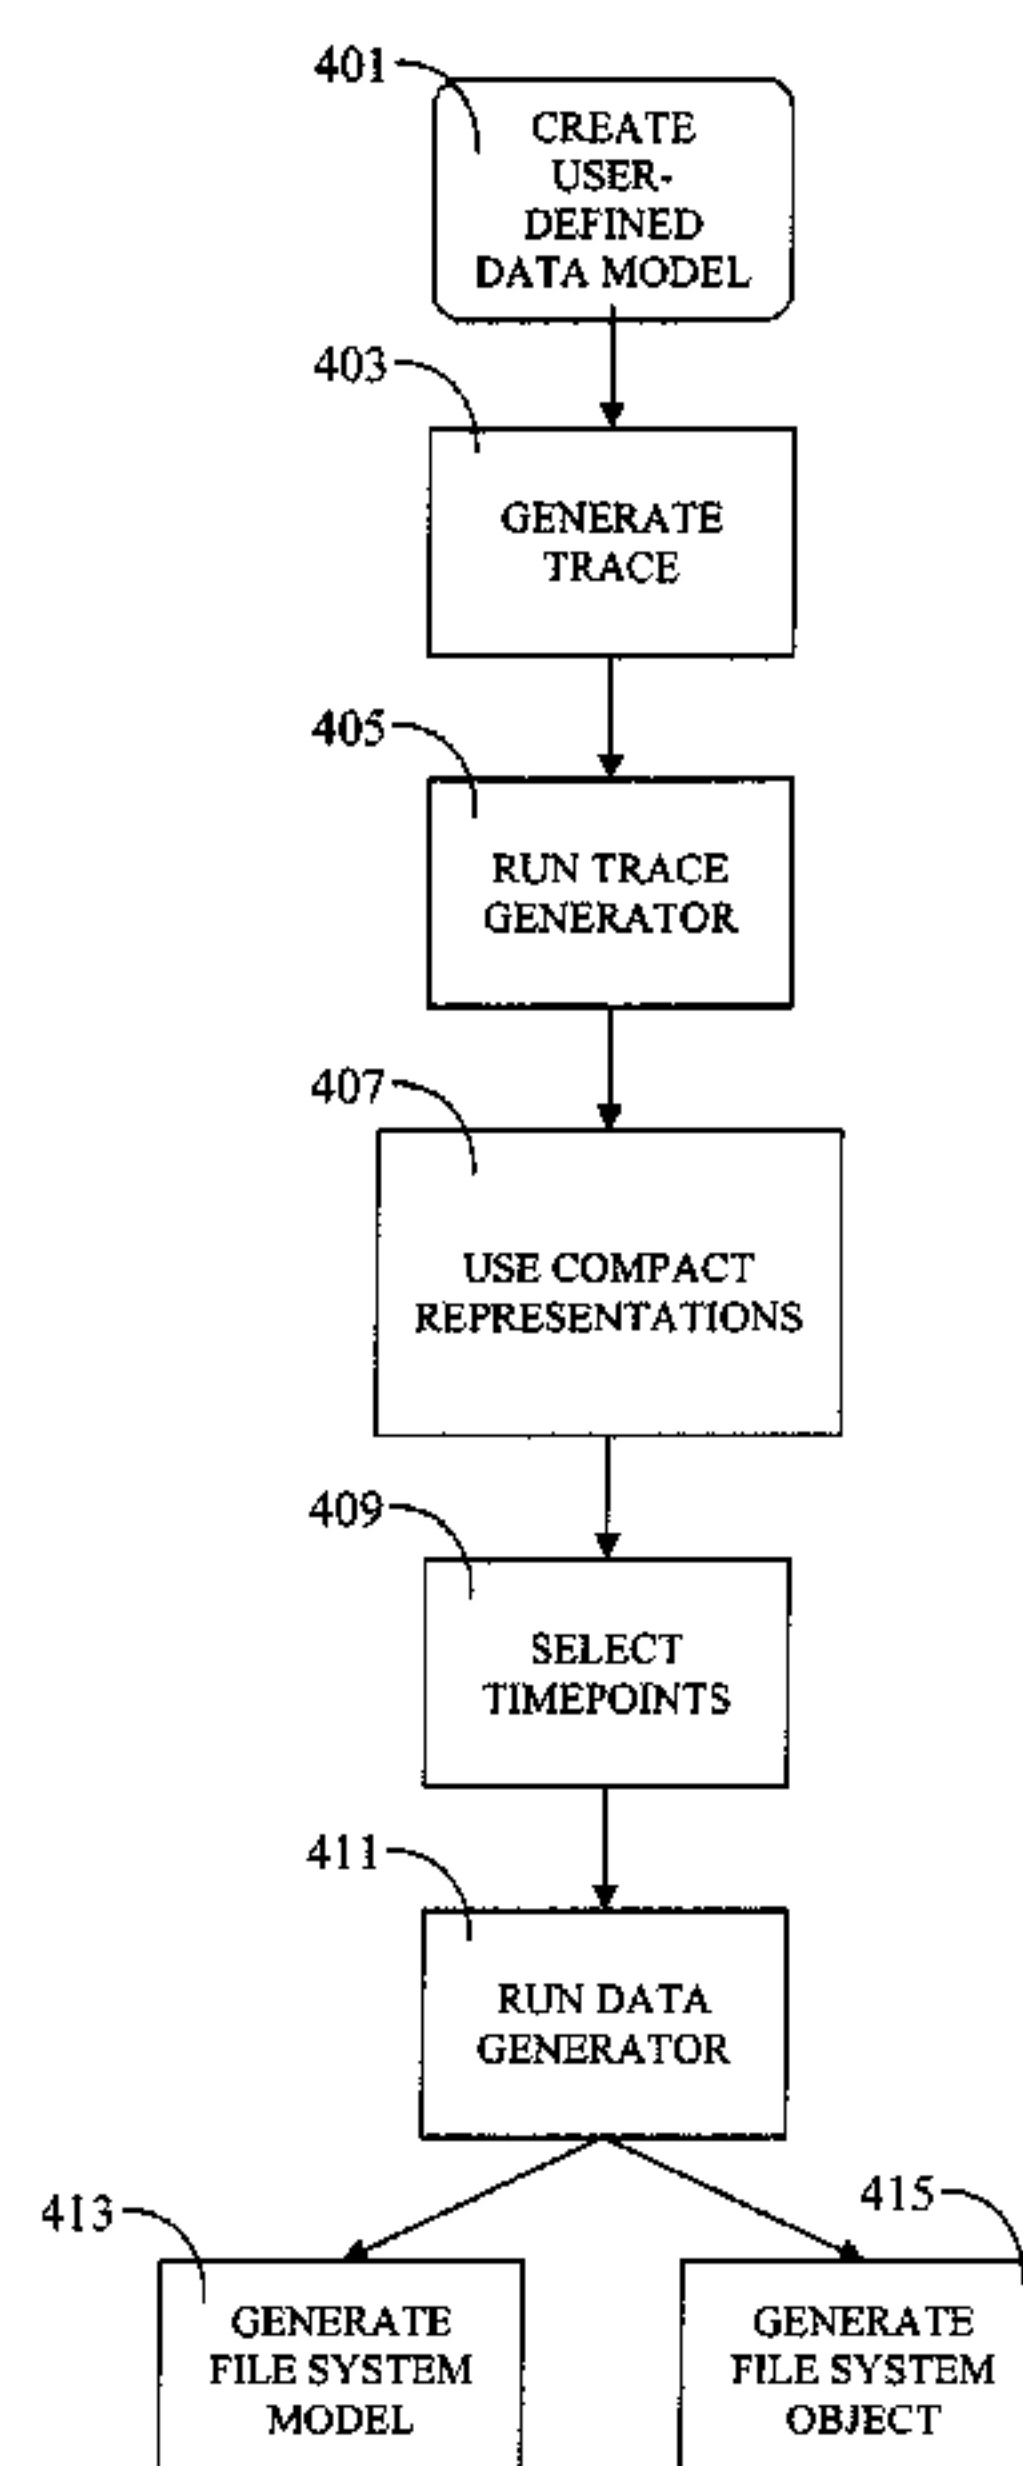 401
CREATE
USER-
DEFINED
DATA MODEL
403
GENERATE
TRACE
405
RUN TRACE
GENERATOR
407
USE COMPACT
REPRESENTATIONS
409
SELECT
TIMEPOINTS
411
RUN DATA
GENERATOR
413
GENERATE
FILE SYSTEM
MODEL
415
GENERATE
FILE SYSTEM
OBJECT